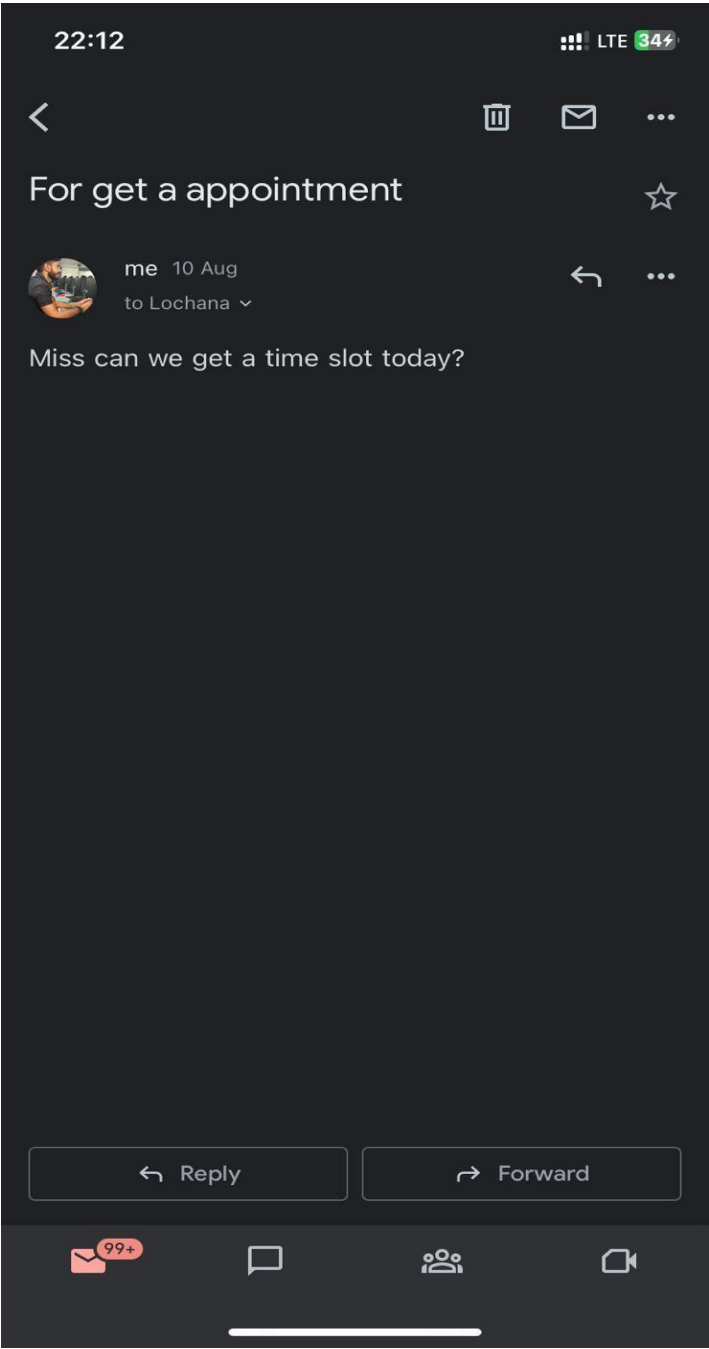 22:12 LTE 34
For get a appointment
me 10 Aug
to Lochana
Miss can we get a time slot today?
Reply Forward
99+